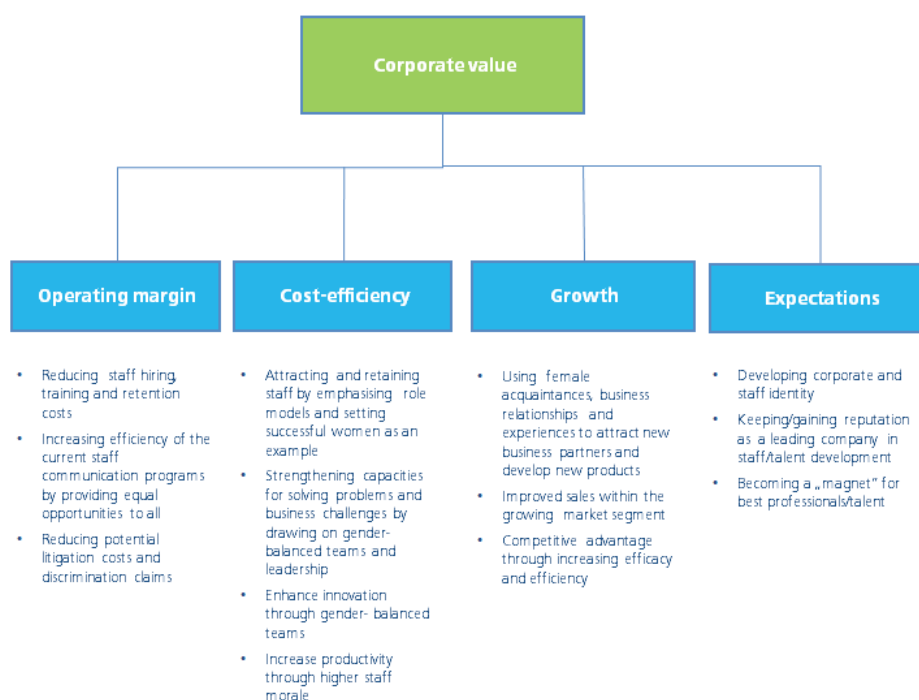 Corporate value
Operating margin
Cost-efficiency
Growth
Expectations
• Reducing staff hiring,
training and retention
costs
• Increasing efficiency of the
current staff
communication programs
by providing equal
opportunities to all
• Reducing potential
litigation costs and
discrimination claims
• Attracting and retaining
staff by emphasising role
models and setting
successful women as an
example
• Strengthening capacities
for solving problems and
business challenges by
drawing on gender-
balanced teams and
leadership
• Enhance innovation
through gender- balanced
teams
• Increase productivity
through higher staff
morale
• Using female
acquaintances, business
relationships and
experiences to attract new
business partners and
develop new products
• Improved sales within the
growing market segment
• Competitive advantage
through increasing efficacy
and efficiency
• Developing corporate and
staff identity
• Keeping/gaining reputation
as a leading company in
staff/talent development
• Becoming a „magnet” for
best professionals/talent